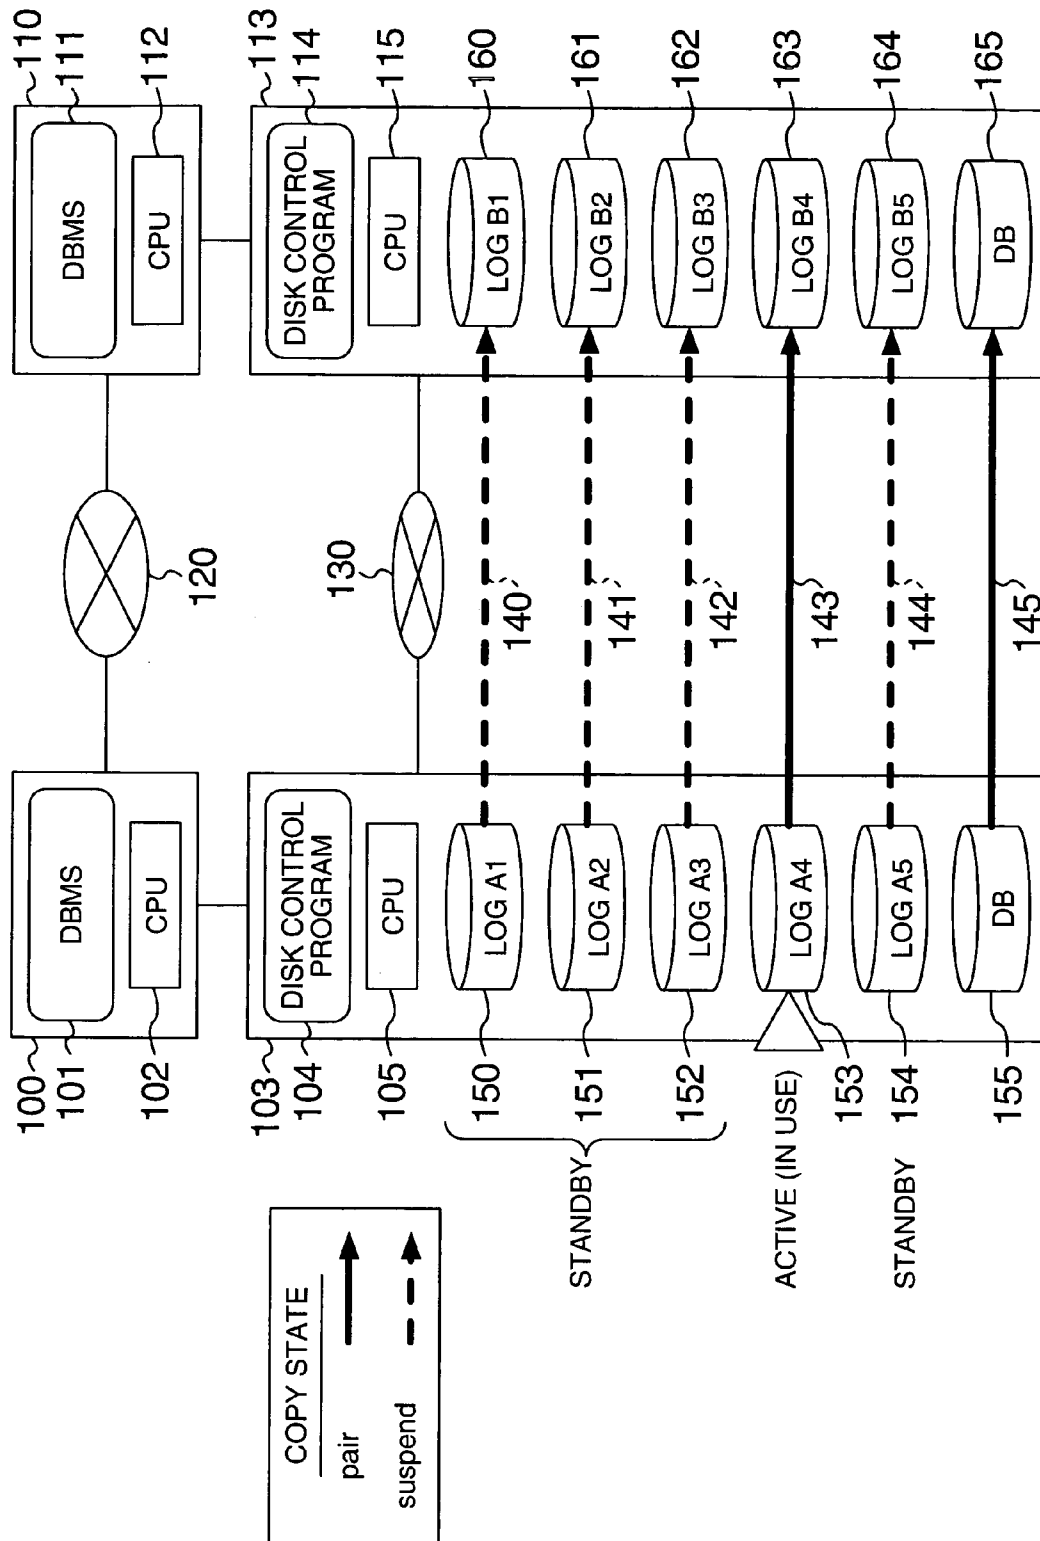 COPY STATE
pair
suspend
100
101
102
DBMS
CPU
120
110
111
112
DBMS
CPU
103
104
105
DISK CONTROL
PROGRAM
CPU
130
113
114
115
DISK CONTROL
PROGRAM
CPU
STANDBY
150
LOG A1
140
LOG B1
160
151
LOG A2
141
LOG B2
161
152
LOG A3
142
LOG B3
162
ACTIVE (IN USE)
153
LOG A4
143
LOG B4
163
STANDBY
154
LOG A5
144
LOG B5
164
155
DB
145
DB
165